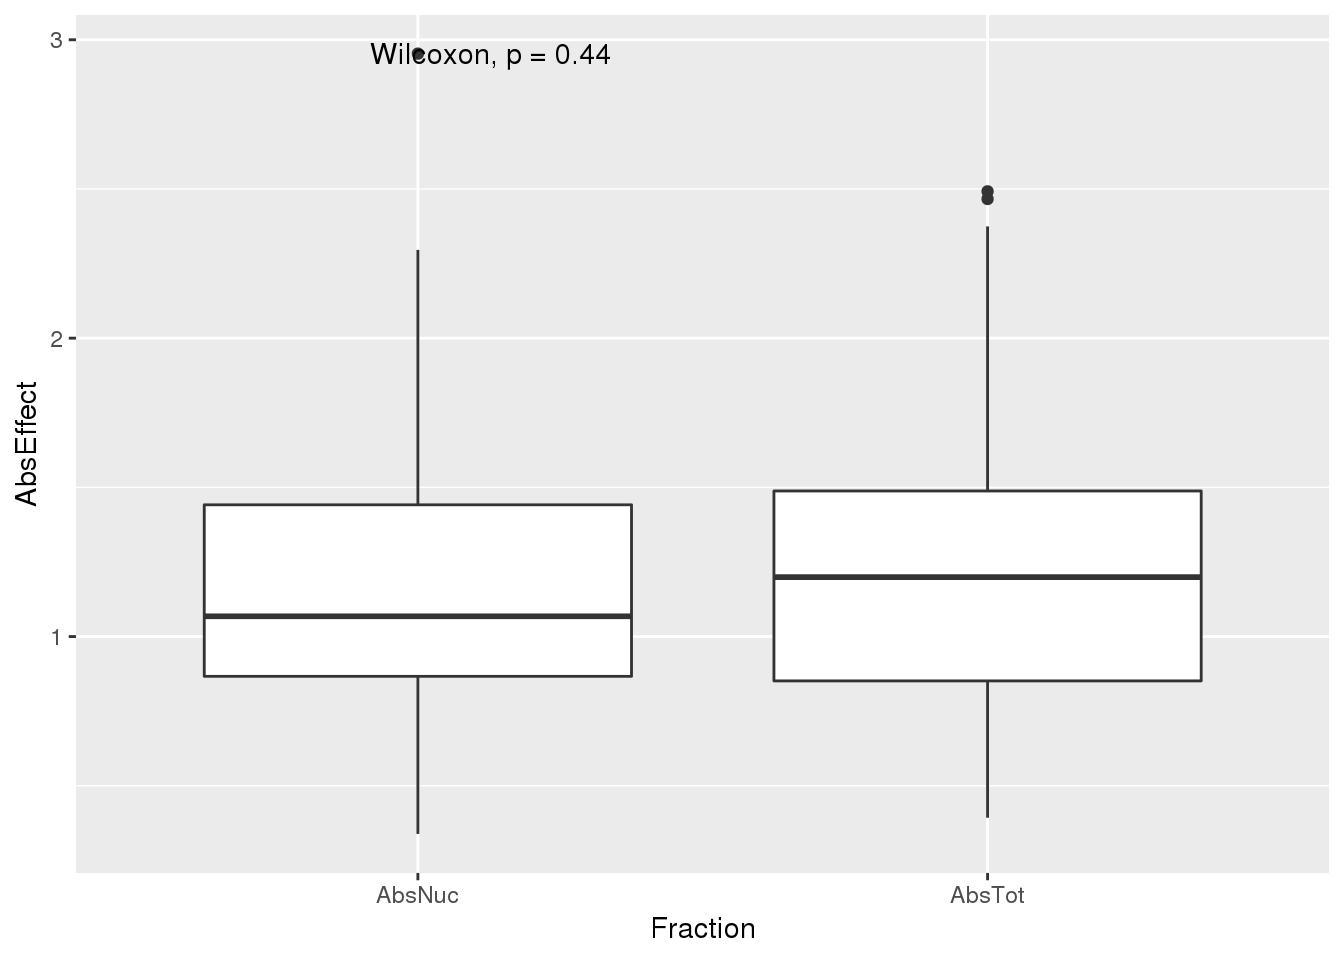 3
Wilcoxon, p = 0.44
2
AbsEffect
1
AbsNuc
AbsTot
Fraction